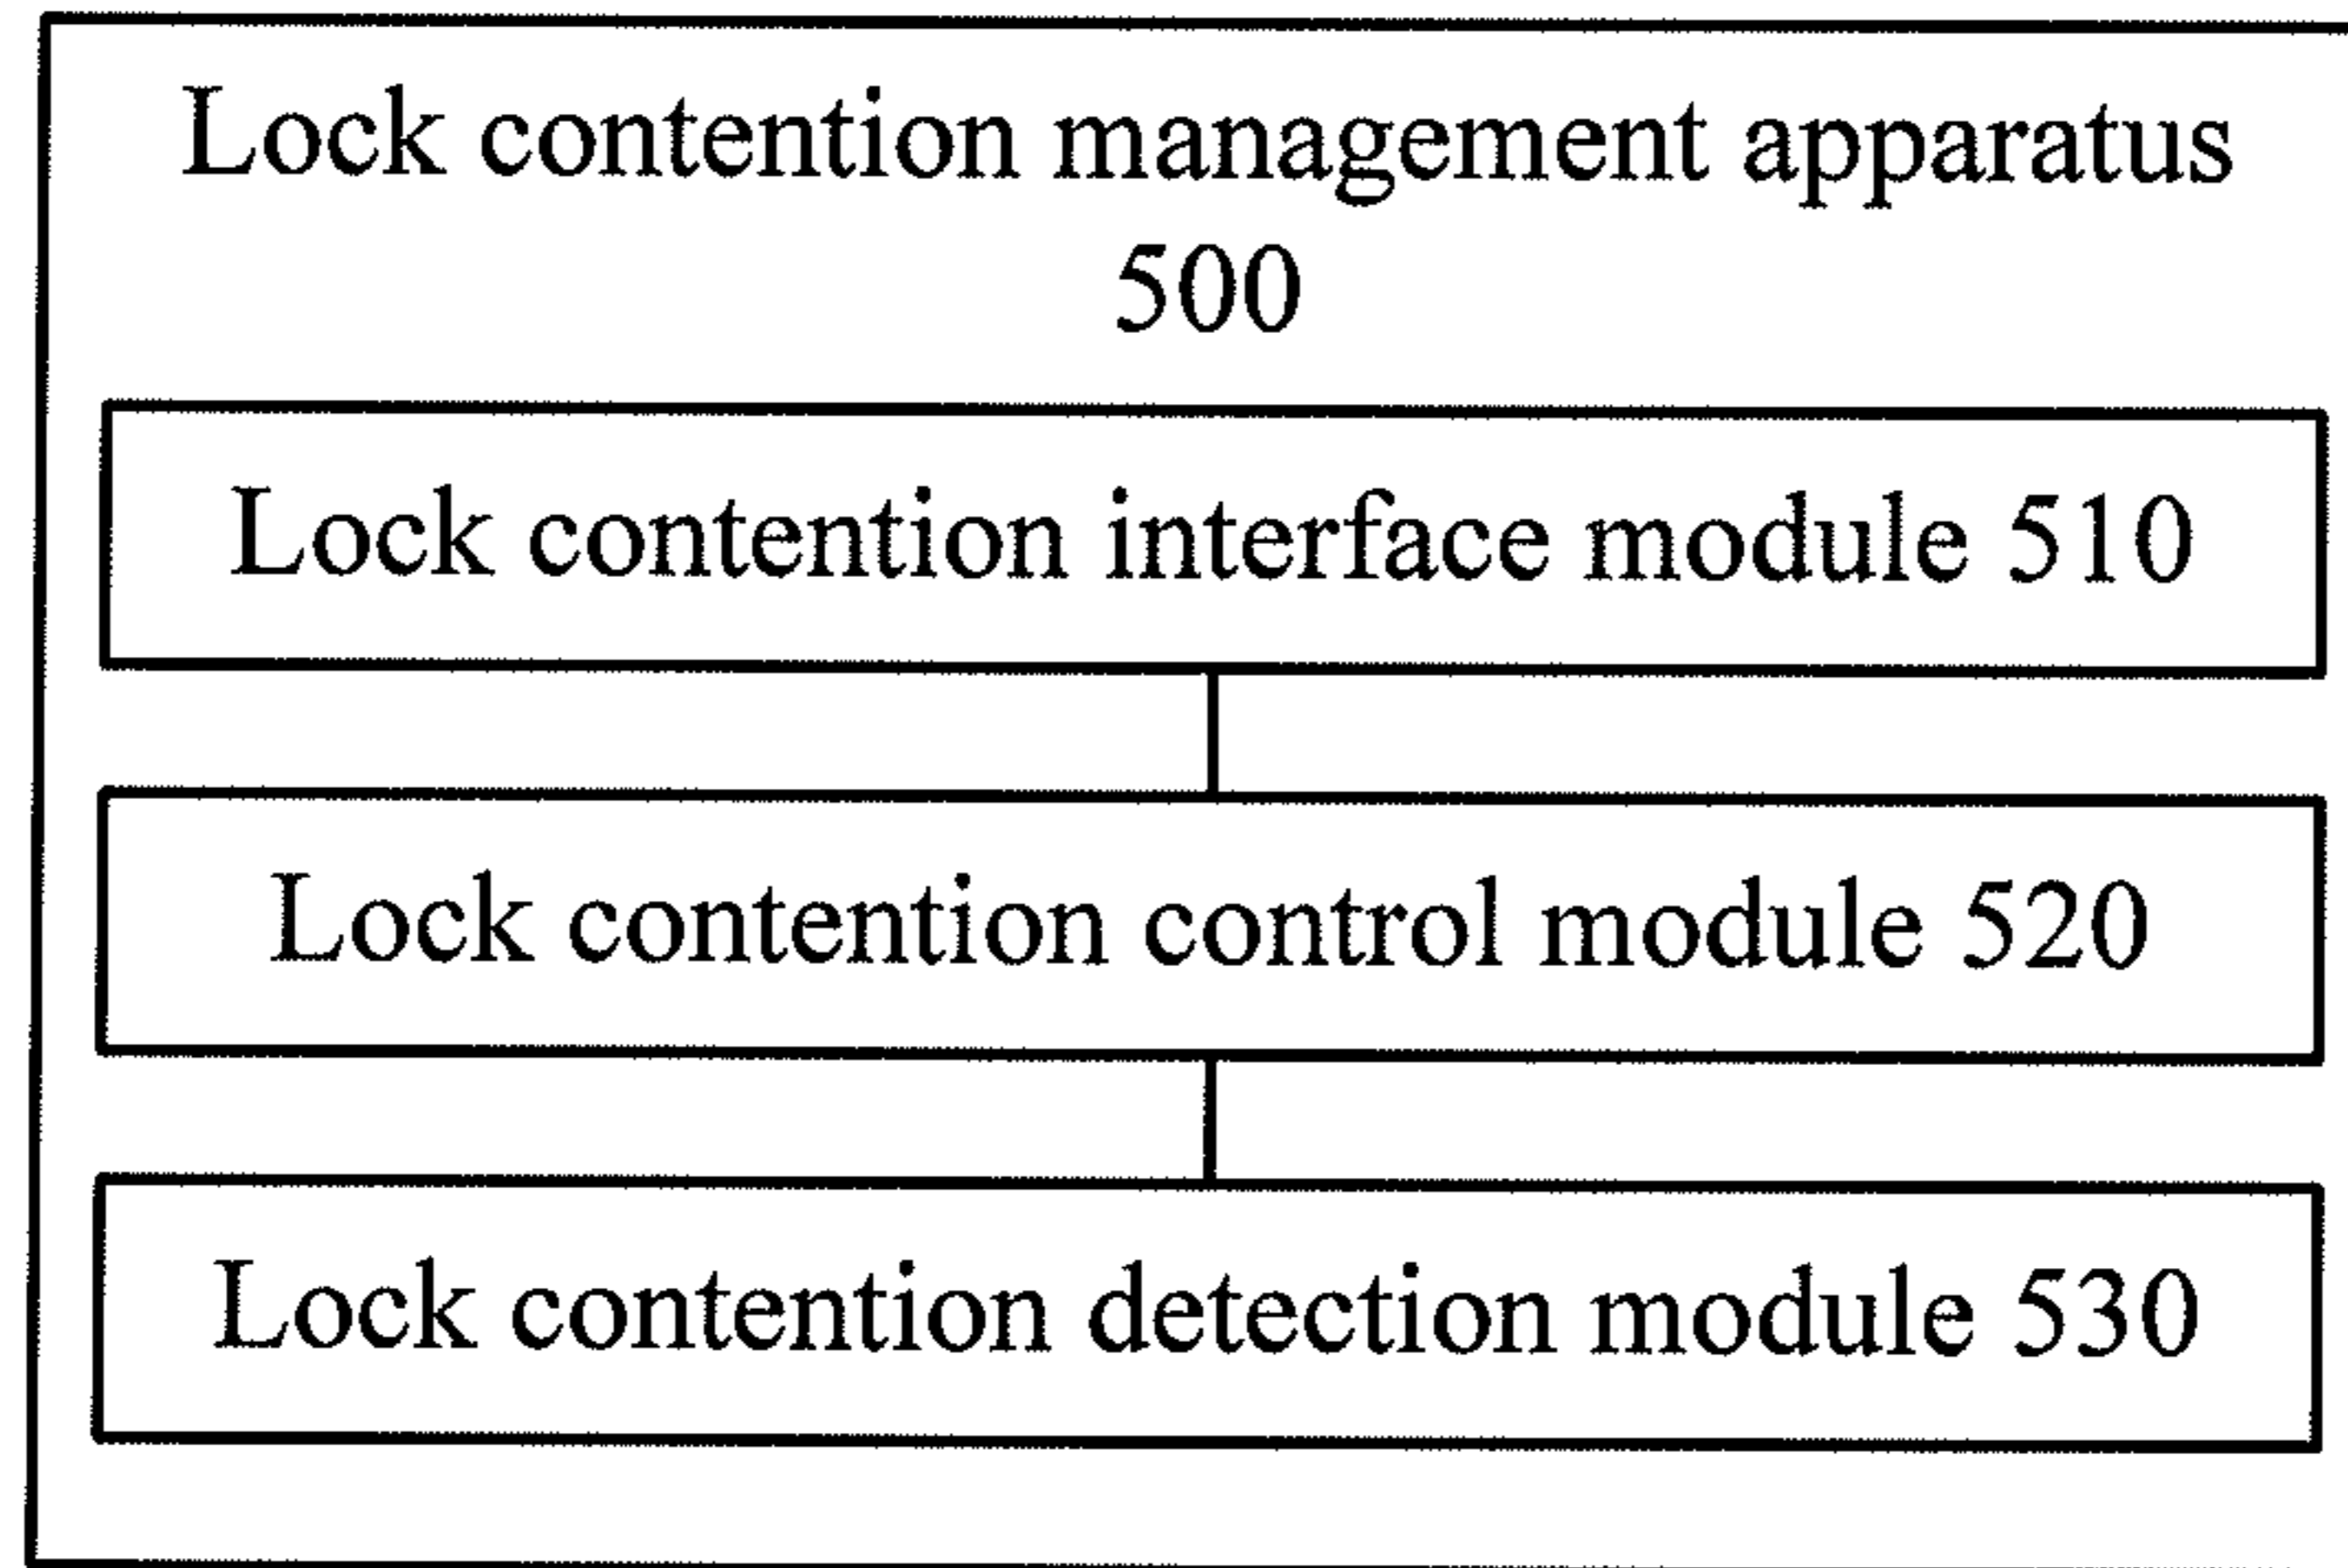 Lock contention management apparatus
500
Lock contention interface module 510
Lock contention control module 520
Lock contention detection module 530